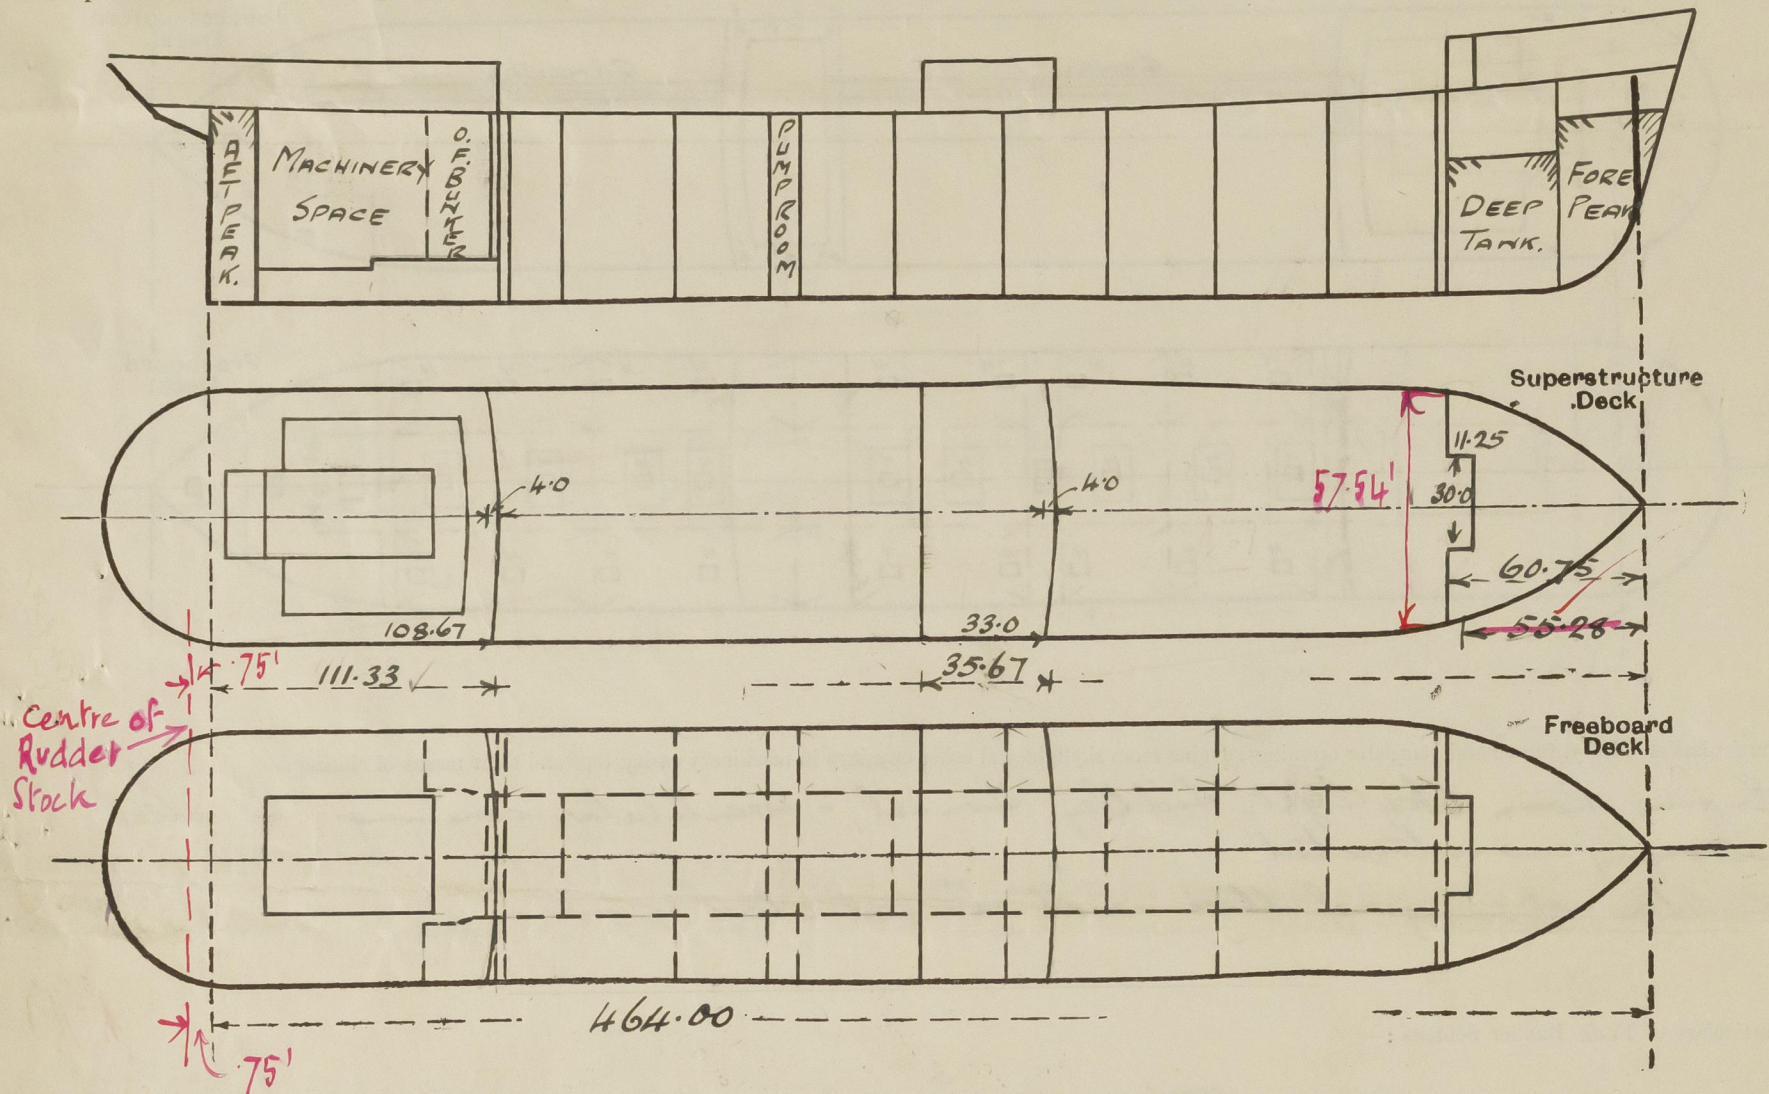 AFT PEAK.
MACHINERY
SPACE
O.F. BUNKER
PUMP ROOM
DEEP
TANK.
FORE
PEAK
Superstructure
Deck
11.25
4.0
4.0
57.54'
30.0
60.75
108.67
33.0
55.28
.75'
111.33
35.67
Centre of
Rudder
Stock
Freeboard
Deck
464.00
.75'